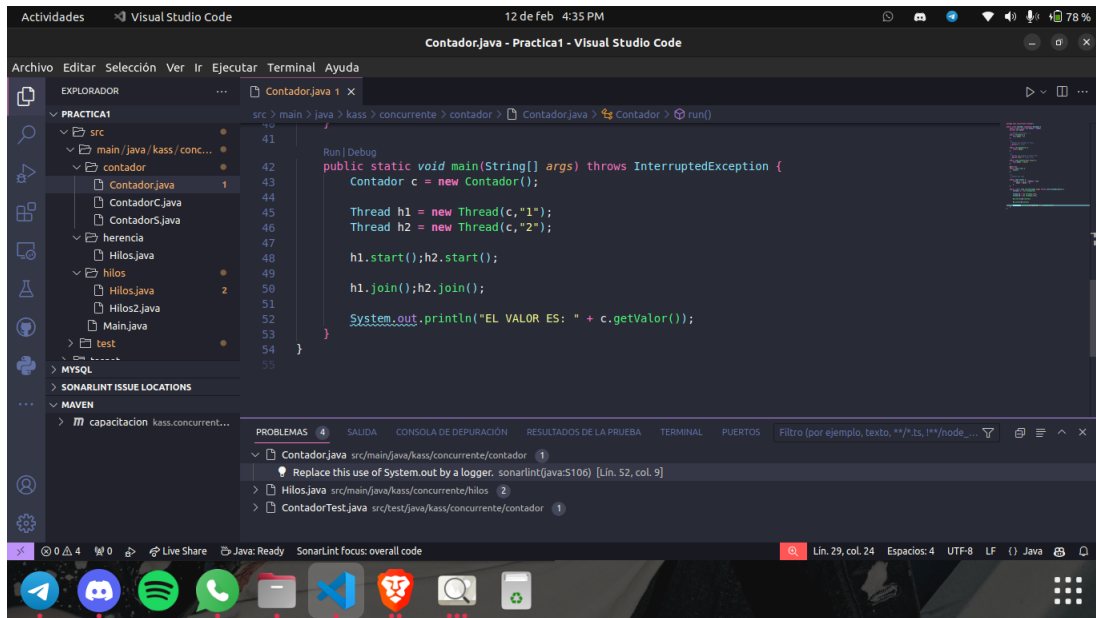 Actividades Visual Studio Code 12 de feb 4:35 PM 78 %
Contador.java - Practica1 - Visual Studio Code
Archivo Editar Selección Ver Ir Ejecutar Terminal Ayuda
EXPLORADOR ...
PRACTICA1
src
main/java/kass/conc...
contador
Contador.java 1
ContadorC.java
ContadorS.java
herencia
Hilos.java
hilos
Hilos.java 2
Hilos2.java
Main.java
test
MYSQL
SONARLINT ISSUE LOCATIONS
MAVEN
capacitacion kass.concurrent...
Contador.java 1
src > main > java > kass > concurrente > contador > Contador.java > Contador > run()
40 }
41
Run | Debug
42 public static void main(String[] args) throws InterruptedException {
43 Contador c = new Contador();
44
45 Thread h1 = new Thread(c,"1");
46 Thread h2 = new Thread(c,"2");
47
48 h1.start();h2.start();
49
50 h1.join();h2.join();
51
52 System.out.println("EL VALOR ES: " + c.getValor());
53 }
54 }
55
PROBLEMAS 4 SALIDA CONSOLA DE DEPURACIÓN RESULTADOS DE LA PRUEBA TERMINAL PUERTOS Filtro (por ejemplo, texto, **/*.ts, !**/node_...
Contador.java src/main/java/kass/concurrente/contador 1
Replace this use of System.out by a logger. sonarlint(java:S106) [Lín. 52, col. 9]
Hilos.java src/main/java/kass/concurrente/hilos 2
ContadorTest.java src/test/java/kass/concurrente/contador 1
0 4 0 Live Share Java: Ready SonarLint focus: overall code Lín. 29, col. 24 Espacios: 4 UTF-8 LF {} Java